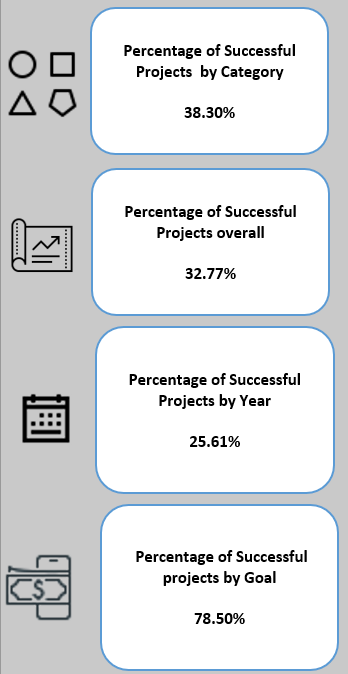 Percentage of Successful
Projects  by Category
38.30%
Percentage of Successful
Projects overall
32.77%
Percentage of Successful
Projects by Year
25.61%
Percentage of Successful
projects by Goal
78.50%
$